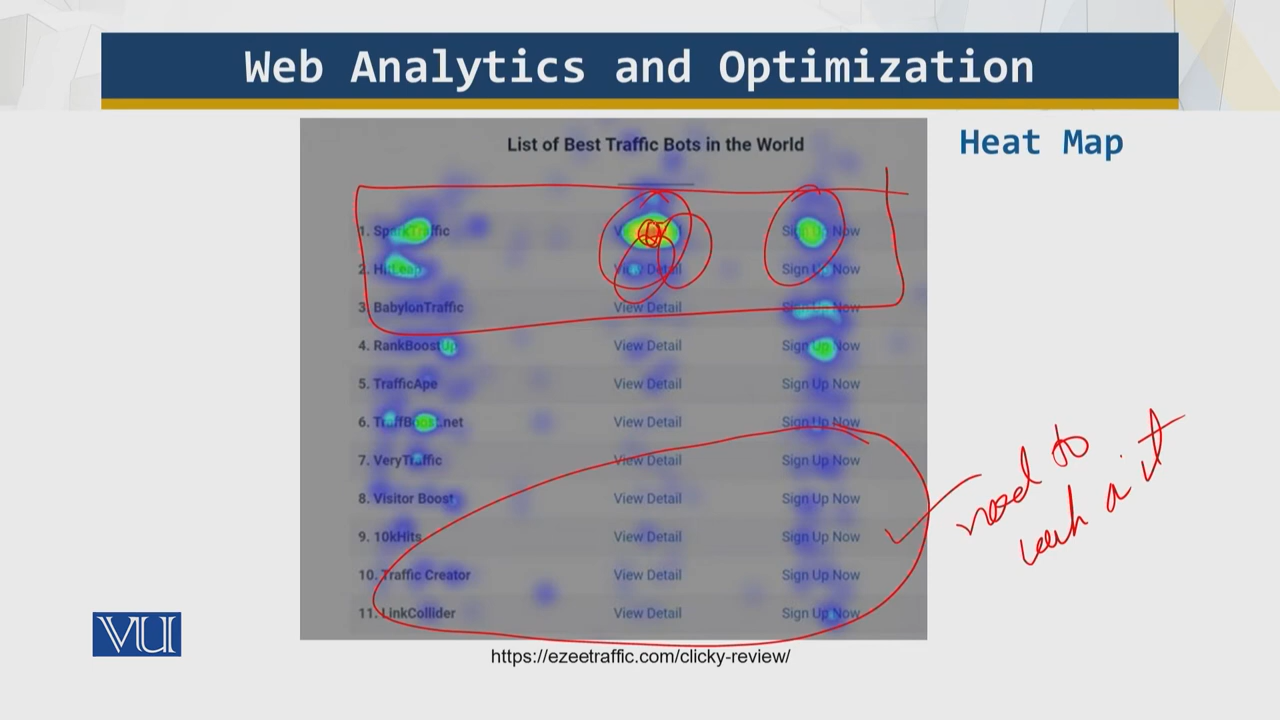 Web Analytics and Optimization
Heat Map
List of Best Traffic Bots in the World
1. SparkTraffic View Detail Sign Up Now
2. HitLeap View Detail Sign Up Now
3. BabylonTraffic View Detail Sign Up Now
4. RankBoostUp View Detail Sign Up Now
5. TrafficApe View Detail Sign Up Now
6. TraffBoost.net View Detail Sign Up Now
7. VeryTraffic View Detail Sign Up Now
8. Visitor Boost View Detail Sign Up Now
9. 10kHits View Detail Sign Up Now
10. Traffic Creator View Detail Sign Up Now
11. LinkCollider View Detail Sign Up Now
need to
it
VU
https://ezeetraffic.com/clicky-review/